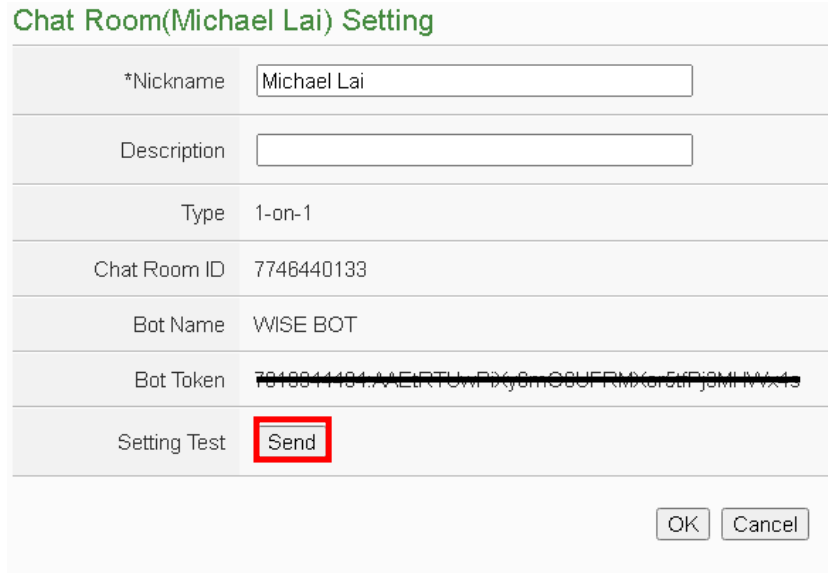 Chat Room(Michael Lai) Setting
*Nickname Michael Lai
Description
Type 1-on-1
Chat Room ID 7746440133
Bot Name WISE BOT
Bot Token
Setting Test Send
OK Cancel